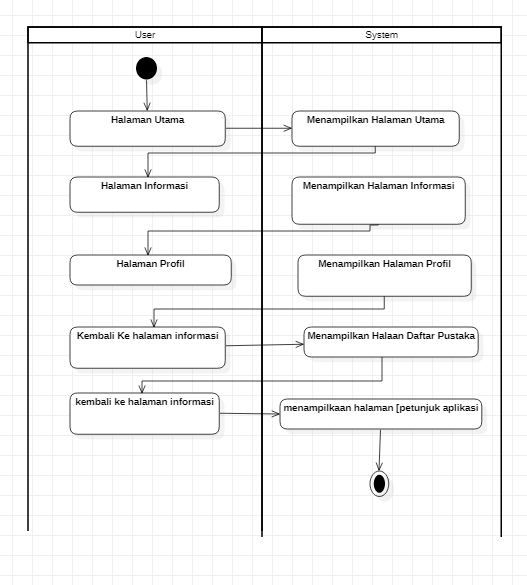 User
System
Halaman Utama
Menampilkan Halaman Utama
Halaman Informasi
Menampilkan Halaman Informasi
Halaman Profil
Menampilkan Halaman Profil
Kembali Ke halaman informasi
Menampilkan Halaan Daftar Pustaka
kembali ke halaman informasi
menampilkaan halaman [petunjuk aplikasi